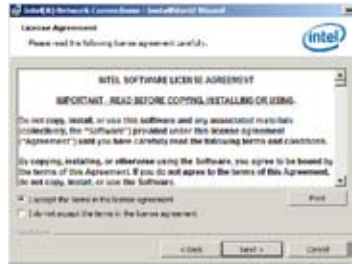 Intel(R) Network Connections - InstallShield Wizard
License Agreement
Please read the following license agreement carefully.
intel
INTEL SOFTWARE LICENSE AGREEMENT
IMPORTANT - READ BEFORE COPYING, INSTALLING OR USING.
Do not copy, install, or use this software and any associated materials
(collectively, the "Software") provided under this license agreement
("Agreement") until you have carefully read the following terms and conditions.
By copying, installing, or otherwise using the Software, you agree to be bound by
the terms of this Agreement. If you do not agree to the terms of this Agreement,
do not copy, install, or use the Software.
I accept the terms in the license agreement
Print
I do not accept the terms in the license agreement
InstallShield
< Back
Next >
Cancel